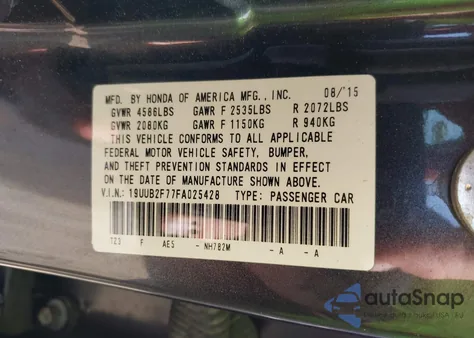 MFD. BY HONDA OF AMERICA MFG., INC. 08/15
GVWR 4586LBS GAWR F 2535LBS R 2072LBS
GVWR 2080KG GAWR F 1150KG R 940KG
THIS VEHICLE CONFORMS TO ALL APPLICABLE
FEDERAL MOTOR VEHICLE SAFETY, BUMPER,
AND THEFT PREVENTION STANDARDS IN EFFECT
ON THE DATE OF MANUFACTURE SHOWN ABOVE.
V.I.N.: 19UUB2F77FA025428 TYPE: PASSENGER CAR
TZ3 F AE5 - NH782M - A - A
autoSnap